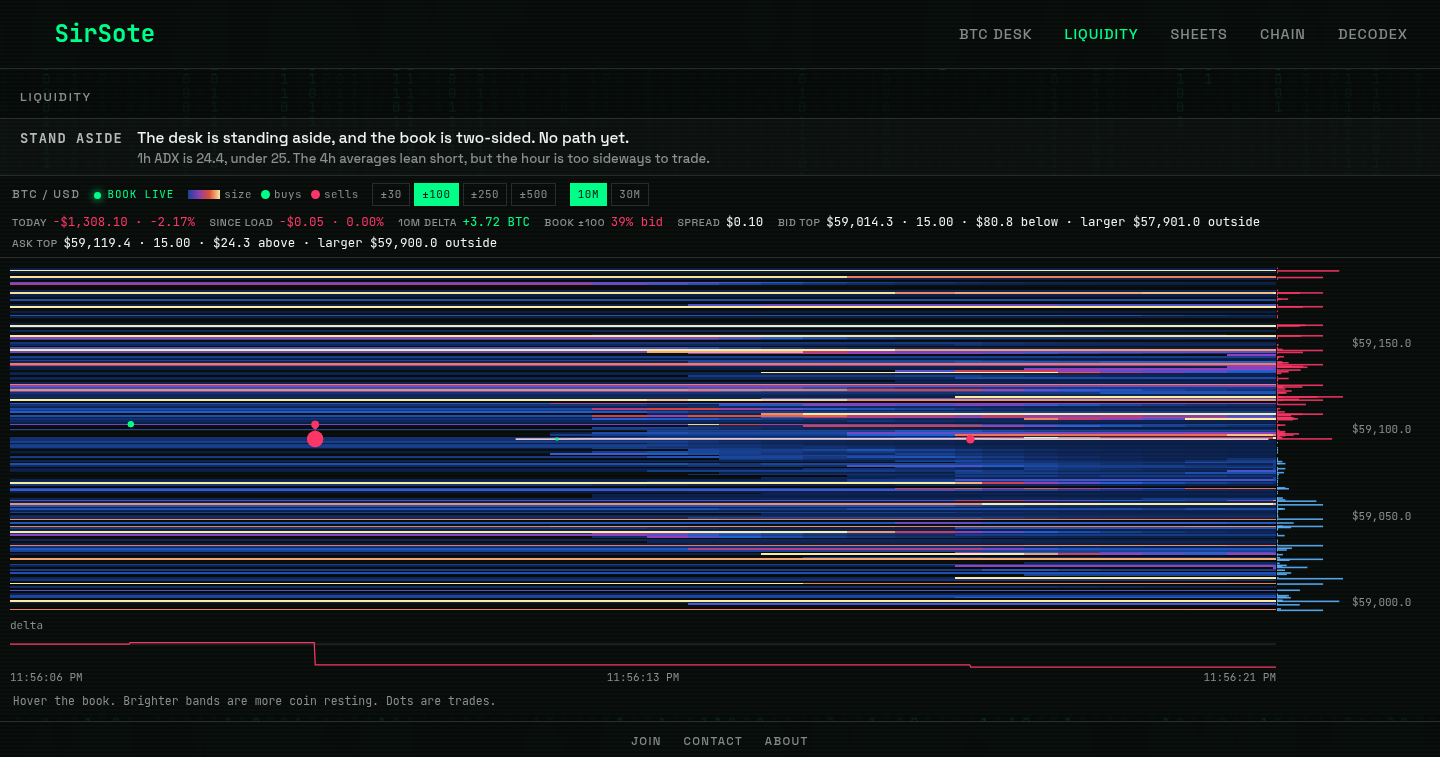 SirSote
BTC DESK LIQUIDITY SHEETS CHAIN DECODEX
LIQUIDITY
STAND ASIDE The desk is standing aside, and the book is two-sided. No path yet.
1h ADX is 24.4, under 25. The 4h averages lean short, but the hour is too sideways to trade.
BTC / USD BOOK LIVE size buys sells ±30 ±100 ±250 ±500 10M 30M
TODAY -$1,308.10 · -2.17% SINCE LOAD -$0.05 · 0.00% 10M DELTA +3.72 BTC BOOK ±100 39% bid SPREAD $0.10 BID TOP $59,014.3 · 15.00 · $80.8 below · larger $57,901.0 outside
ASK TOP $59,119.4 · 15.00 · $24.3 above · larger $59,900.0 outside
$59,150.0
$59,100.0
$59,050.0
$59,000.0
delta
11:56:06 PM 11:56:13 PM 11:56:21 PM
Hover the book. Brighter bands are more coin resting. Dots are trades.
JOIN CONTACT ABOUT